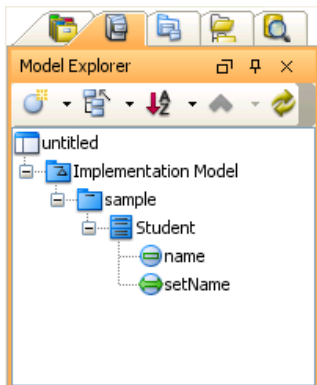 Model Explorer
untitled
Implementation Model
sample
Student
name
setName